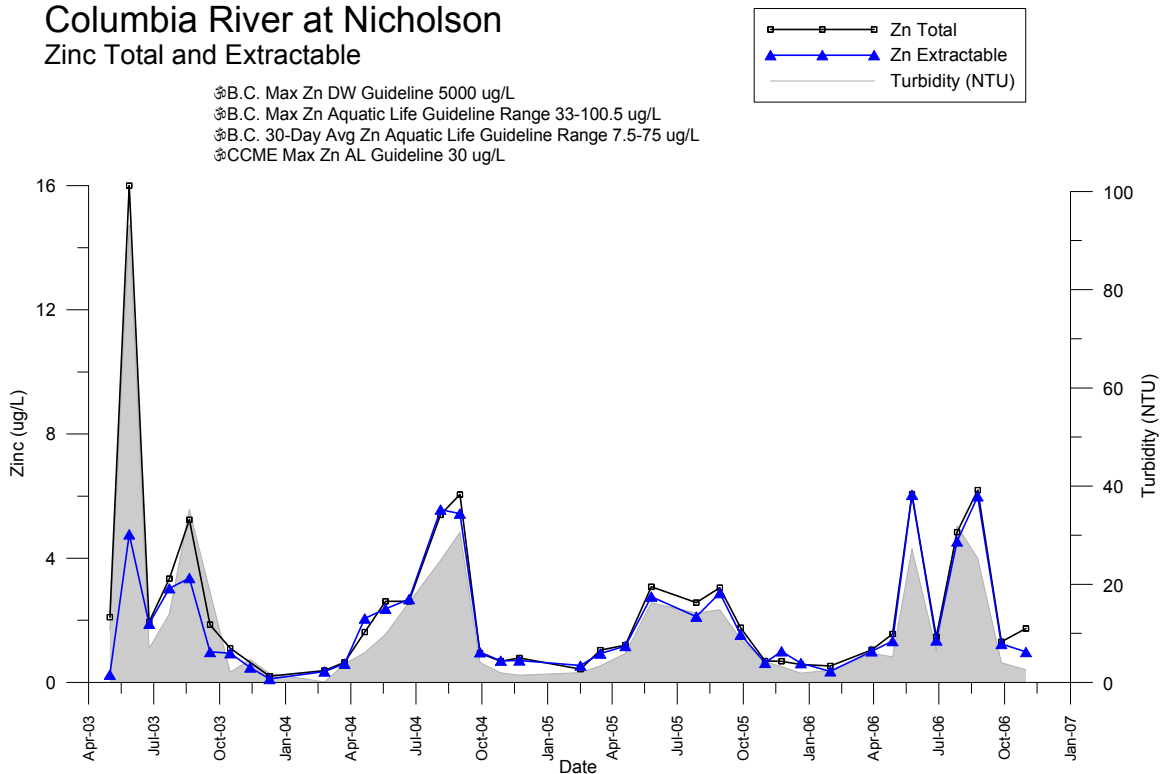 Columbia River at Nicholson
Zinc Total and Extractable
Zn Total
Zn Extractable
Turbidity (NTU)
ॐB.C. Max Zn DW Guideline 5000 ug/L
ॐB.C. Max Zn Aquatic Life Guideline Range 33-100.5 ug/L
ॐB.C. 30-Day Avg Zn Aquatic Life Guideline Range 7.5-75 ug/L
ॐCCME Max Zn AL Guideline 30 ug/L
16
12
8
4
0
Zinc (ug/L)
100
80
60
40
20
0
Turbidity (NTU)
Apr-03
Jul-03
Oct-03
Jan-04
Apr-04
Jul-04
Oct-04
Jan-05
Apr-05
Jul-05
Oct-05
Jan-06
Apr-06
Jul-06
Oct-06
Jan-07
Date